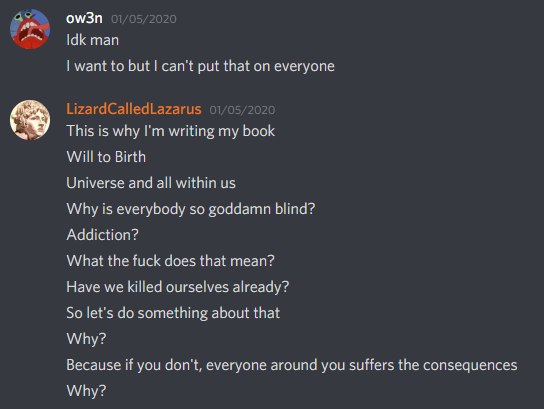 ow3n 01/05/2020
Idk man
I want to but I can't put that on everyone
LizardCalledLazarus 01/05/2020
This is why I'm writing my book
Will to Birth
Universe and all within us
Why is everybody so goddamn blind?
Addiction?
What the fuck does that mean?
Have we killed ourselves already?
So let's do something about that
Why?
Because if you don't, everyone around you suffers the consequences
Why?